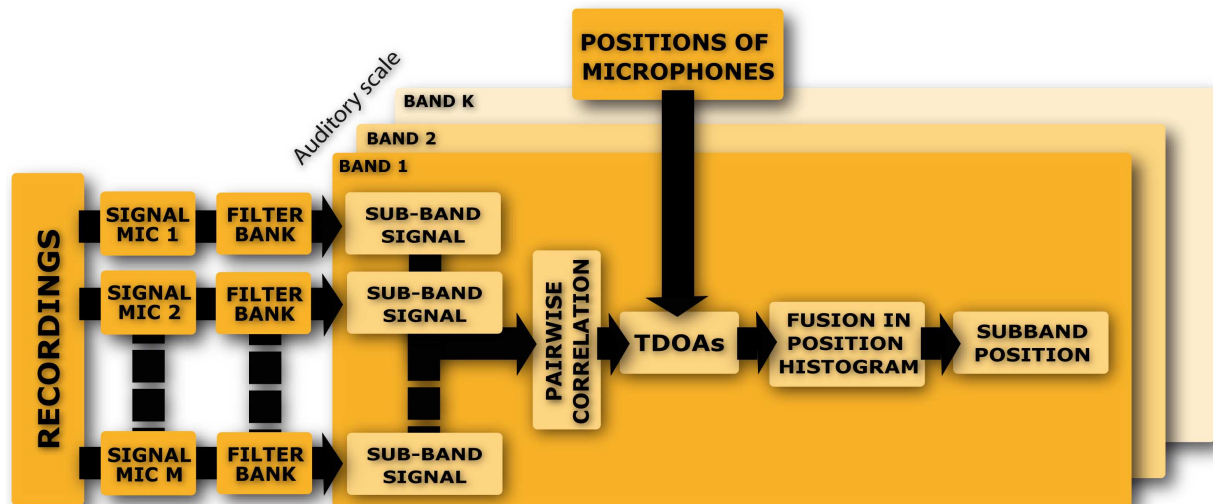 POSITIONS OF
MICROPHONES
Auditory scale
BAND K
BAND 2
BAND 1
RECORDINGS
SIGNAL
MIC 1
FILTER
BANK
SUB-BAND
SIGNAL
SIGNAL
MIC 2
FILTER
BANK
SUB-BAND
SIGNAL
PAIRWISE
CORRELATION
TDOAs
FUSION IN
POSITION
HISTOGRAM
SUBBAND
POSITION
SIGNAL
MIC M
FILTER
BANK
SUB-BAND
SIGNAL